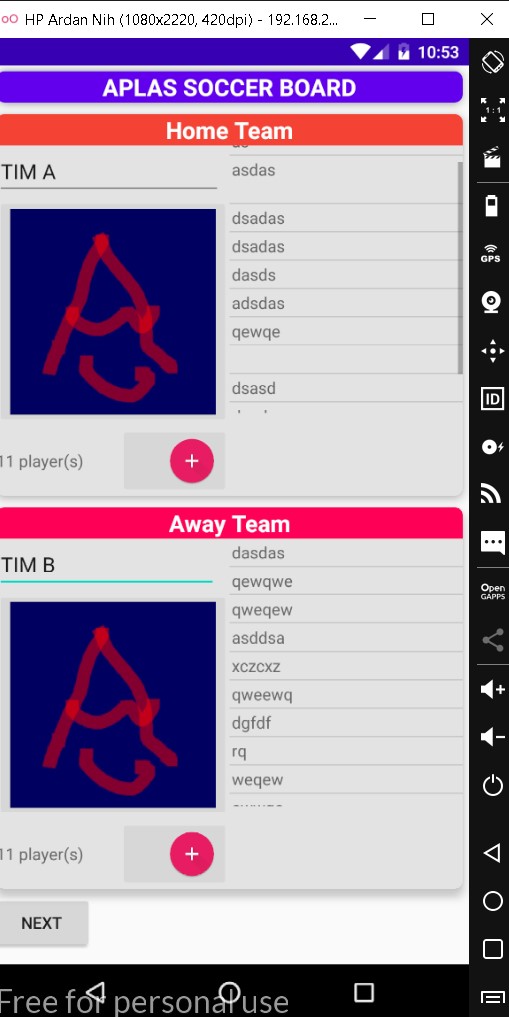 HP Ardan Nih (1080x2220, 420dpi) - 192.168.2...
10:53
APLAS SOCCER BOARD
Home Team
TIM A
asdas
dsadas
dsadas
dasds
adsdas
qewqe
dsasd
11 player(s)
+
Away Team
TIM B
dasdas
qewqwe
qweqew
asddsa
xczcxz
qweewq
dgfdf
rq
weqew
11 player(s)
+
NEXT
Free for personal use
1:1
GPS
ID
Open
GAPPS